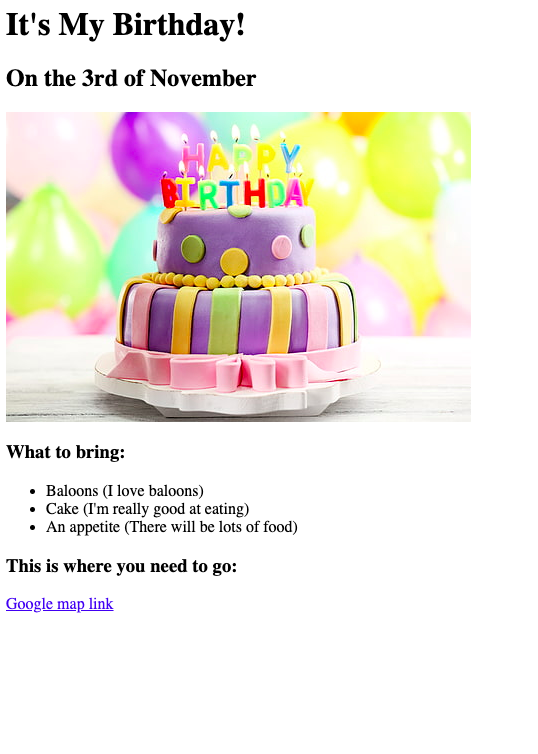 It's My Birthday!
On the 3rd of November
HAPPY
BIRTHDAY
What to bring:
Baloons (I love baloons)
Cake (I'm really good at eating)
An appetite (There will be lots of food)
This is where you need to go:
Google map link